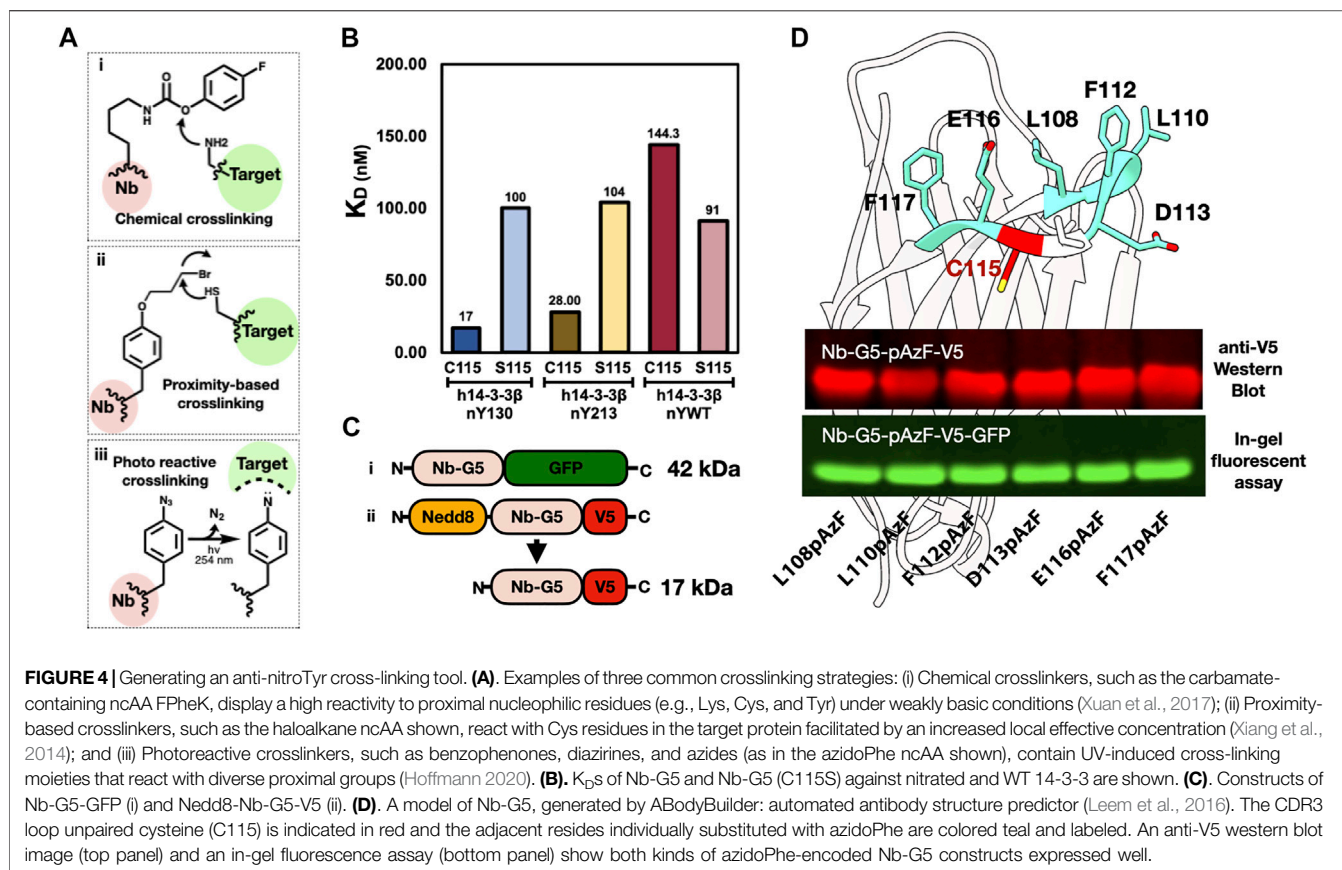 A
i
O
F
N
H
O
NH2
Nb
Target
Chemical crosslinking
ii
Br
HS
O
Target
Nb
Proximity-based
crosslinking
iii
Photo reactive
crosslinking
Target
N3
N2
hv
254 nm
N
Nb
B
KD (nM)
200.00
150.00
100.00
50.00
0.00
17
100
28.00
104
144.3
91
C115 S115 C115 S115 C115 S115
h14-3-3β h14-3-3β h14-3-3β
nY130 nY213 nYWT
C
i N Nb-G5 GFP C 42 kDa
ii N Nedd8 Nb-G5 V5 C
N Nb-G5 V5 C 17 kDa
D
F112
E116 L108 L110
F117
D113
C115
Nb-G5-pAzF-V5
anti-V5
Western
Blot
Nb-G5-pAzF-V5-GFP
In-gel
fluorescent
assay
L108pAzF
L110pAzF
F112pAzF
D113pAzF
E116pAzF
F117pAzF
FIGURE 4 | Generating an anti-nitroTyr cross-linking tool. (A). Examples of three common crosslinking strategies: (i) Chemical crosslinkers, such as the carbamate-
containing ncAA FPheK, display a high reactivity to proximal nucleophilic residues (e.g., Lys, Cys, and Tyr) under weakly basic conditions (Xuan et al., 2017); (ii) Proximity-
based crosslinkers, such as the haloalkane ncAA shown, react with Cys residues in the target protein facilitated by an increased local effective concentration (Xiang et al.,
2014); and (iii) Photoreactive crosslinkers, such as benzophenones, diazirines, and azides (as in the azidoPhe ncAA shown), contain UV-induced cross-linking
moieties that react with diverse proximal groups (Hoffmann 2020). (B). KDs of Nb-G5 and Nb-G5 (C115S) against nitrated and WT 14-3-3 are shown. (C). Constructs of
Nb-G5-GFP (i) and Nedd8-Nb-G5-V5 (ii). (D). A model of Nb-G5, generated by ABodyBuilder: automated antibody structure predictor (Leem et al., 2016). The CDR3
loop unpaired cysteine (C115) is indicated in red and the adjacent resides individually substituted with azidoPhe are colored teal and labeled. An anti-V5 western blot
image (top panel) and an in-gel fluorescence assay (bottom panel) show both kinds of azidoPhe-encoded Nb-G5 constructs expressed well.